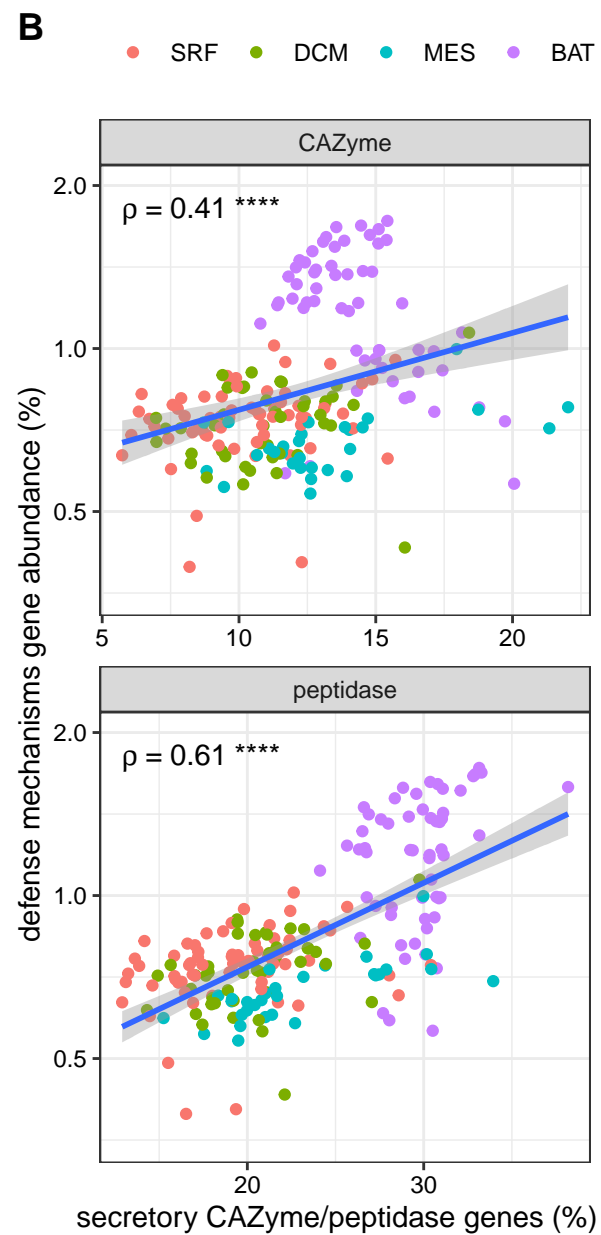 B
SRF DCM MES BAT
CAZyme
ρ = 0.41 ****
2.0
1.0
0.5
5 10 15 20
peptidase
ρ = 0.61 ****
2.0
1.0
0.5
20 30
defense mechanisms gene abundance (%)
secretory CAZyme/peptidase genes (%)